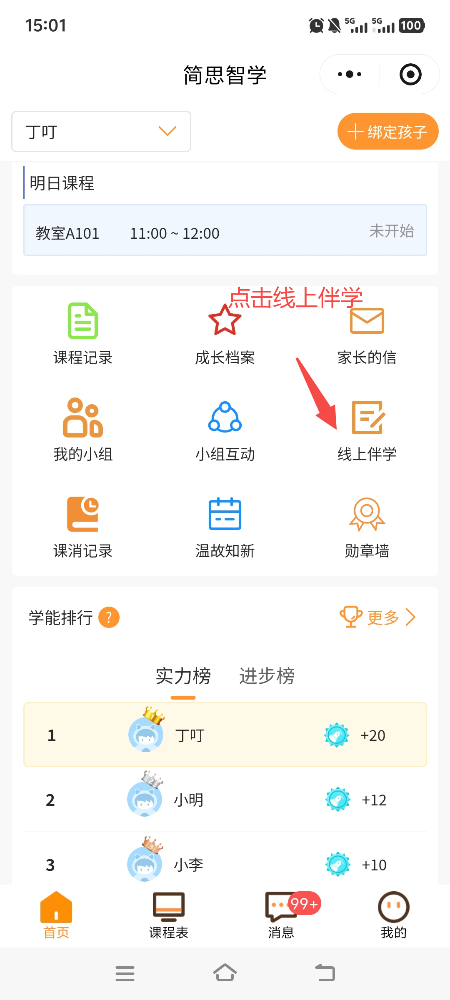 15:01
5G 5G 100
简思智学
丁叮
绑定孩子
明日课程
教室A101 11:00 ~ 12:00 未开始
点击线上伴学
课程记录 成长档案 家长的信
我的小组 小组互动 线上伴学
课消记录 温故知新 勋章墙
学能排行 ? 更多
实力榜 进步榜
1 1 丁叮 +20
2 2 小明 +12
3 3 小李 +10
99+
首页 课程表 消息 我的